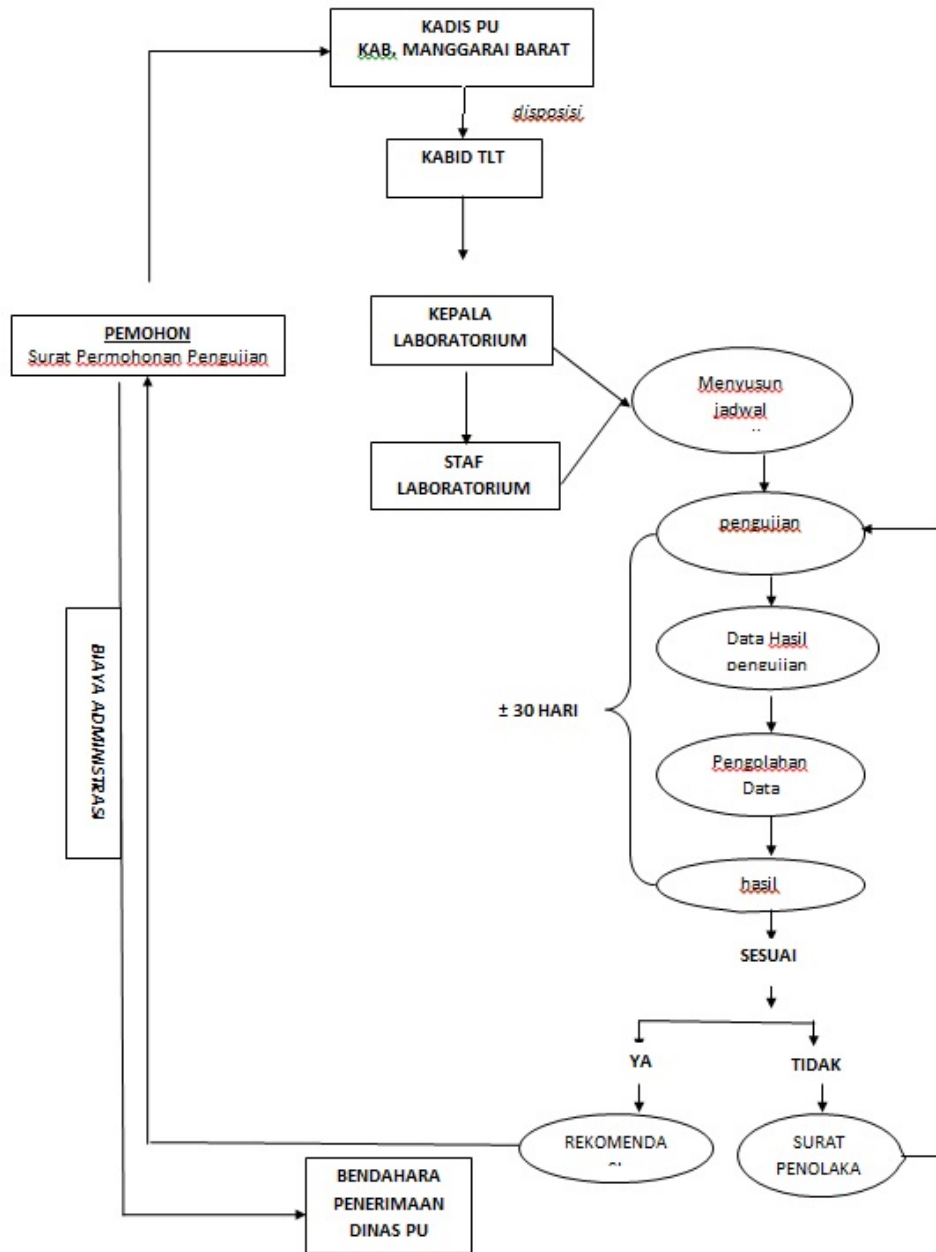 KADIS PU
KAB, MANGGARAI BARAT
disposisi,
KABID TLT
KEPALA
LABORATORIUM
PEMOHON
Surat Permohonan Pengujian
Menyusun
jadwal
STAF
LABORATORIUM
pengujian
Data Hasil
pengujian
BIAYA ADMINISTRASI
± 30 HARI
Pengolahan
Data
hasil
SESUAI
YA
TIDAK
REKOMENDA
SURAT
PENOLAKA
BENDAHARA
PENERIMAAN
DINAS PU